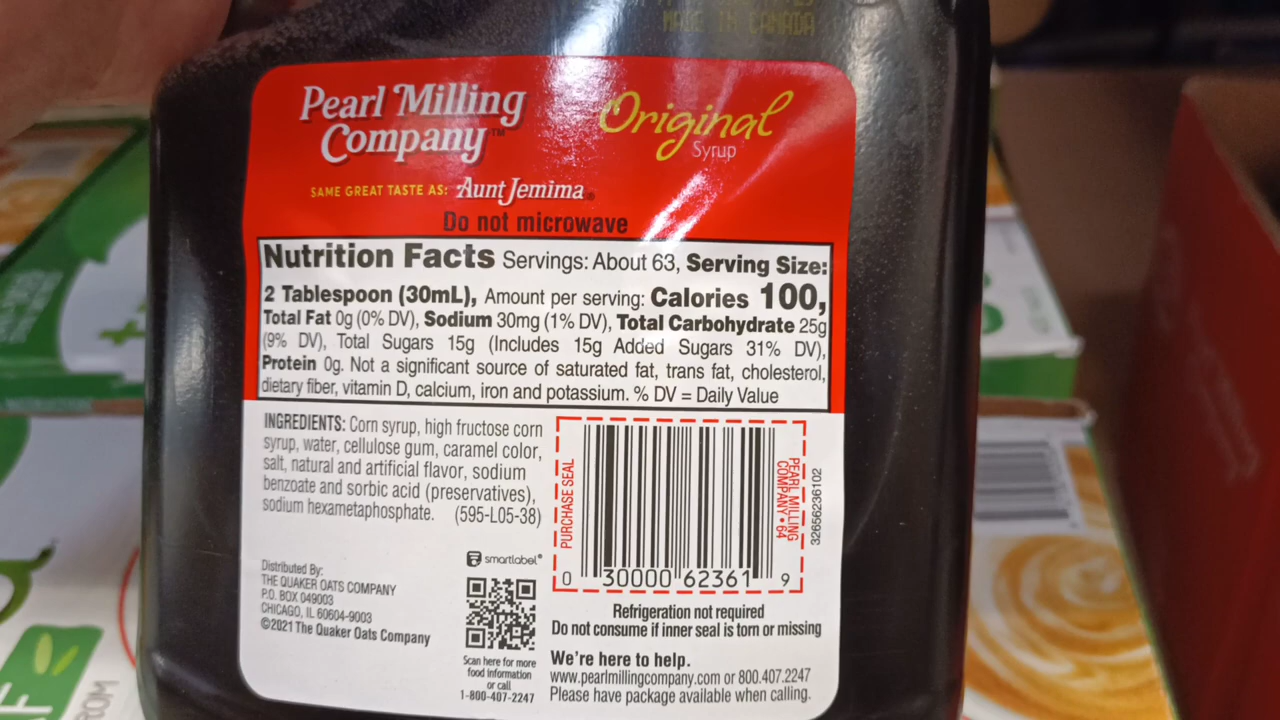 MADE IN CANADA
Pearl Milling
Company™
Original
Syrup
SAME GREAT TASTE AS: Aunt Jemima®
Do not microwave
Nutrition Facts Servings: About 63, Serving Size:
2 Tablespoon (30mL), Amount per serving: Calories 100,
Total Fat 0g (0% DV), Sodium 30mg (1% DV), Total Carbohydrate 25g
(9% DV), Total Sugars 15g (Includes 15g Added Sugars 31% DV),
Protein 0g. Not a significant source of saturated fat, trans fat, cholesterol,
dietary fiber, vitamin D, calcium, iron and potassium. % DV = Daily Value
INGREDIENTS: Corn syrup, high fructose corn
syrup, water, cellulose gum, caramel color,
salt, natural and artificial flavor, sodium
benzoate and sorbic acid (preservatives),
sodium hexametaphosphate. (595-L05-38)
Distributed By:
THE QUAKER OATS COMPANY
P.O. BOX 049003
CHICAGO, IL 60604-9003
©2021 The Quaker Oats Company
smartlabel®
Scan here for more
food information
or call
1-800-407-2247
PURCHASE SEAL
PEARL MILLING
COMPANY • 64
32656236102
0 30000 62361 9
Refrigeration not required
Do not consume if inner seal is torn or missing
We're here to help.
www.pearlmillingcompany.com or 800.407.2247
Please have package available when calling.